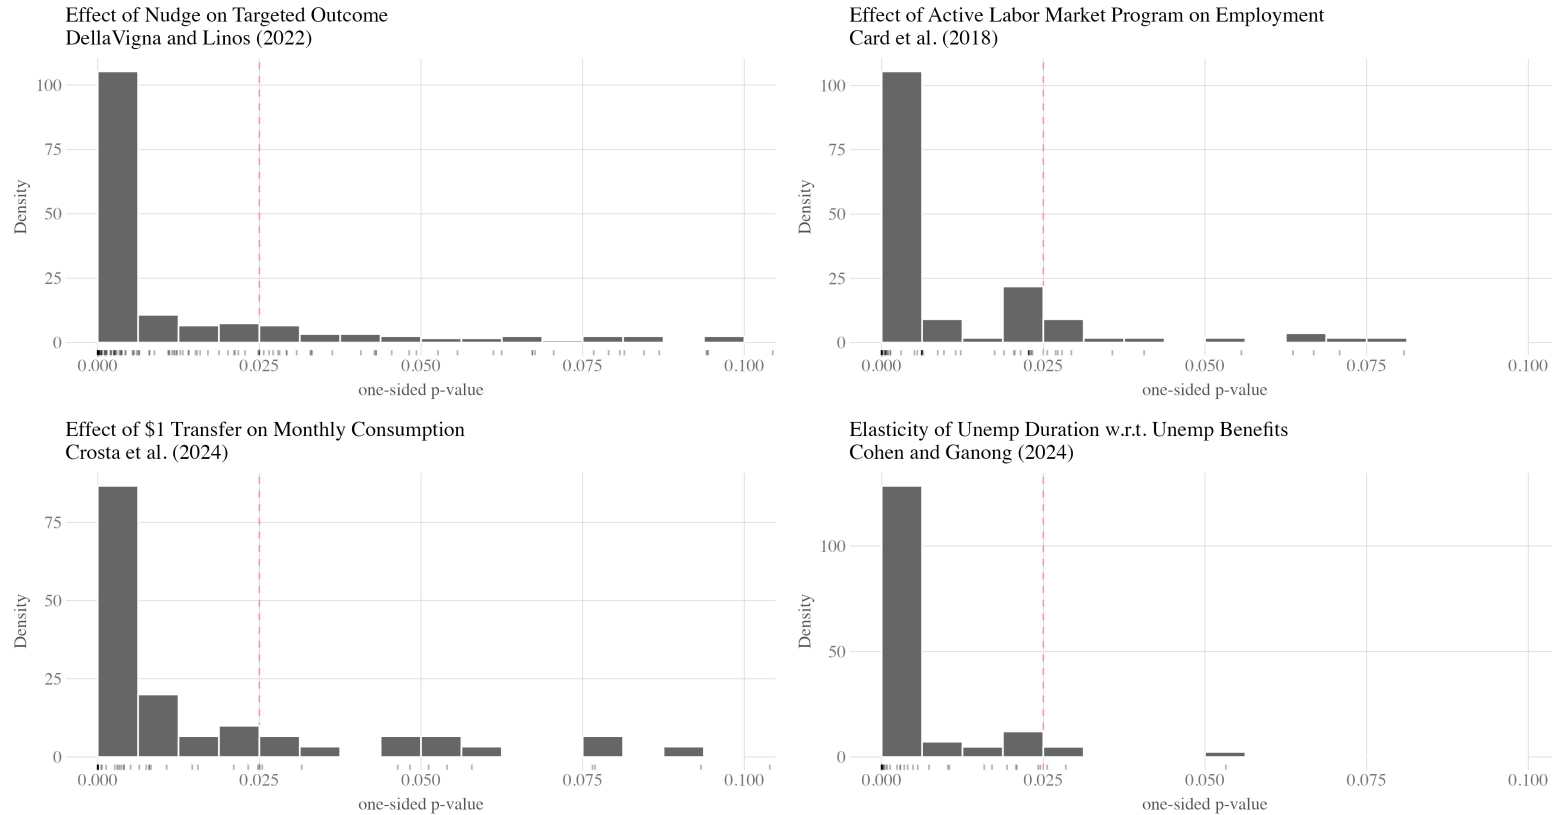 Effect of Nudge on Targeted Outcome
DellaVigna and Linos (2022)
100
75
50
25
0
Density
0.000
0.025
0.050
0.075
0.100
one-sided p-value
Effect of Active Labor Market Program on Employment
Card et al. (2018)
100
75
50
25
0
Density
0.000
0.025
0.050
0.075
0.100
one-sided p-value
Effect of $1 Transfer on Monthly Consumption
Crosta et al. (2024)
75
50
25
0
Density
0.000
0.025
0.050
0.075
0.100
one-sided p-value
Elasticity of Unemp Duration w.r.t. Unemp Benefits
Cohen and Ganong (2024)
100
50
0
Density
0.000
0.025
0.050
0.075
0.100
one-sided p-value